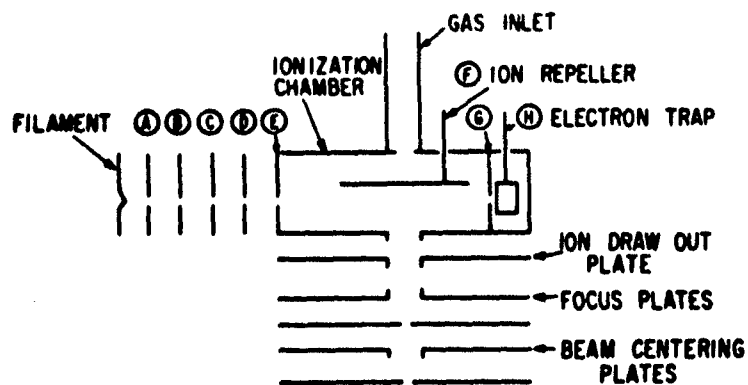 GAS INLET
IONIZATION
CHAMBER
Ⓕ ION REPELLER
FILAMENT Ⓐ Ⓑ Ⓒ Ⓓ Ⓔ
Ⓖ Ⓗ ELECTRON TRAP
ION DRAW OUT
PLATE
FOCUS PLATES
BEAM CENTERING
PLATES